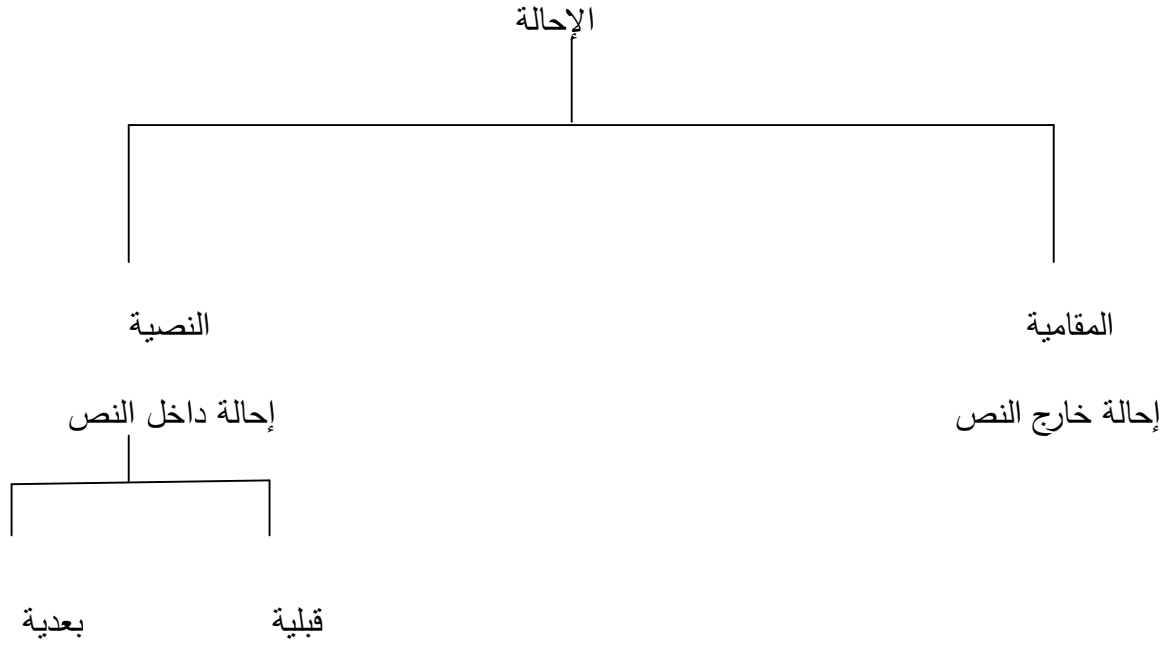 الإحالة
المقامية
النصية
إحالة خارج النص
إحالة داخل النص
قبلية
بعدية